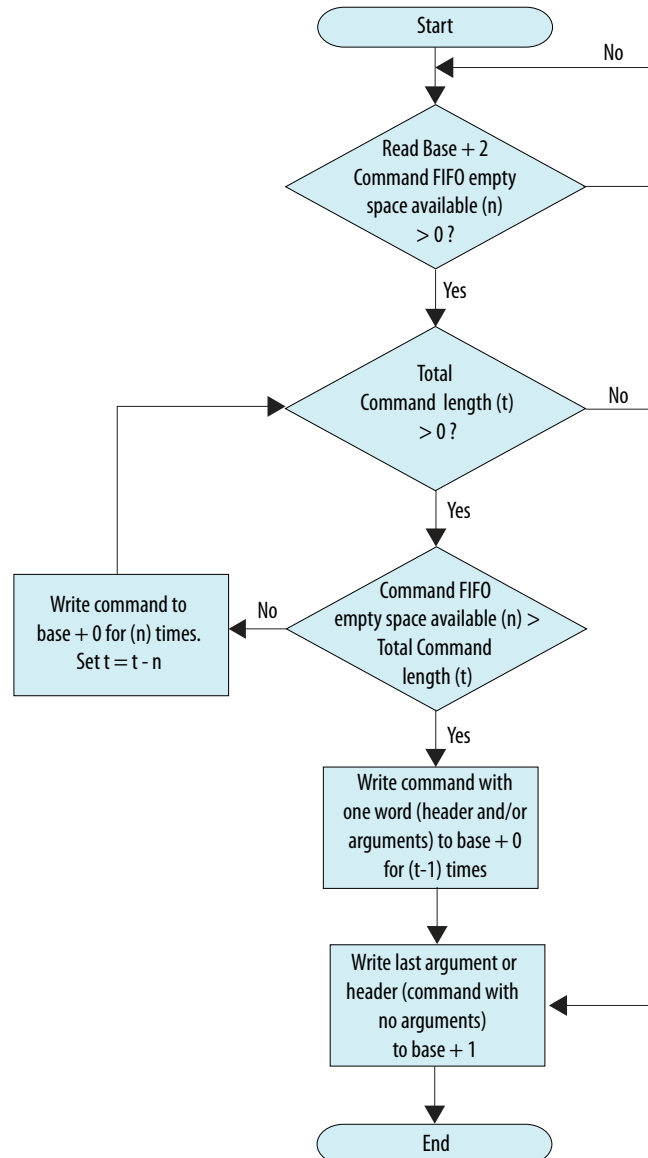 Start
No
Read Base + 2
Command FIFO empty
space available (n)
> 0 ?
Yes
Total
Command length (t)
> 0 ?
No
Yes
Command FIFO
empty space available (n) >
Total Command
length (t)
No
Write command to
base + 0 for (n) times.
Set t = t - n
Yes
Write command with
one word (header and/or
arguments) to base + 0
for (t-1) times
Write last argument or
header (command with
no arguments)
to base + 1
End